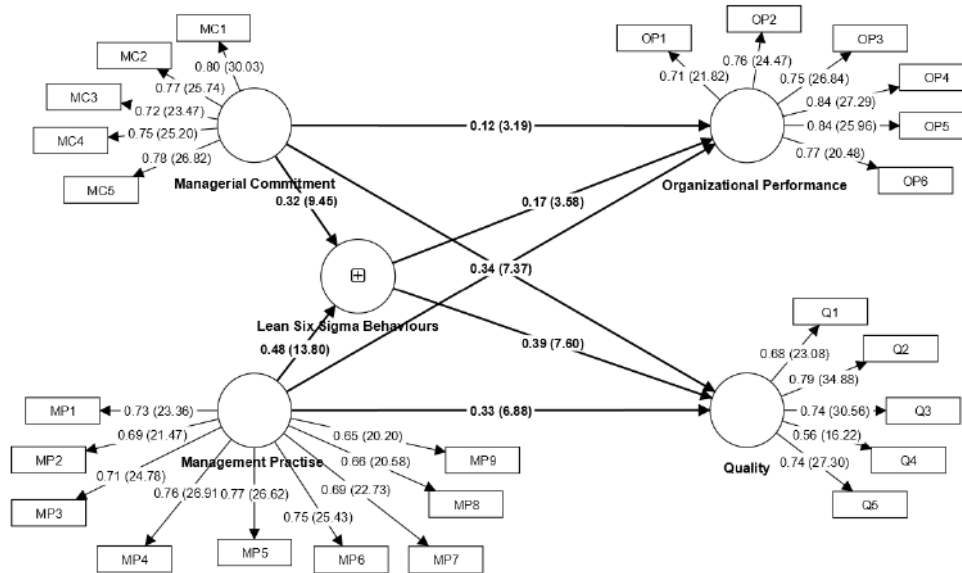 MC1
MC2
MC3
MC4
MC5
0.80 (30.03)
0.77 (25.74)
0.72 (23.47)
0.75 (25.20)
0.78 (26.82)
Managerial Commitment
OP1
OP2
OP3
OP4
OP5
OP6
0.71 (21.82)
0.76 (24.47)
0.75 (26.84)
0.84 (27.29)
0.84 (25.96)
0.77 (20.48)
Organizational Performance
0.12 (3.19)
0.32 (9.45)
0.17 (3.58)
0.34 (7.37)
Lean Six Sigma Behaviours
0.48 (13.80)
0.39 (7.60)
0.33 (6.88)
MP1
MP2
MP3
MP4
MP5
MP6
MP7
MP8
MP9
0.73 (23.36)
0.69 (21.47)
0.71 (24.78)
0.76 (26.91
0.77 (26.62)
0.75 (25.43)
0.69 (22.73)
0.66 (20.58)
0.65 (20.20)
Management Practise
Q1
Q2
Q3
Q4
Q5
0.68 (23.08)
0.79 (34.88)
0.74 (30.56)
0.56 (16.22)
0.74 (27.30)
Quality